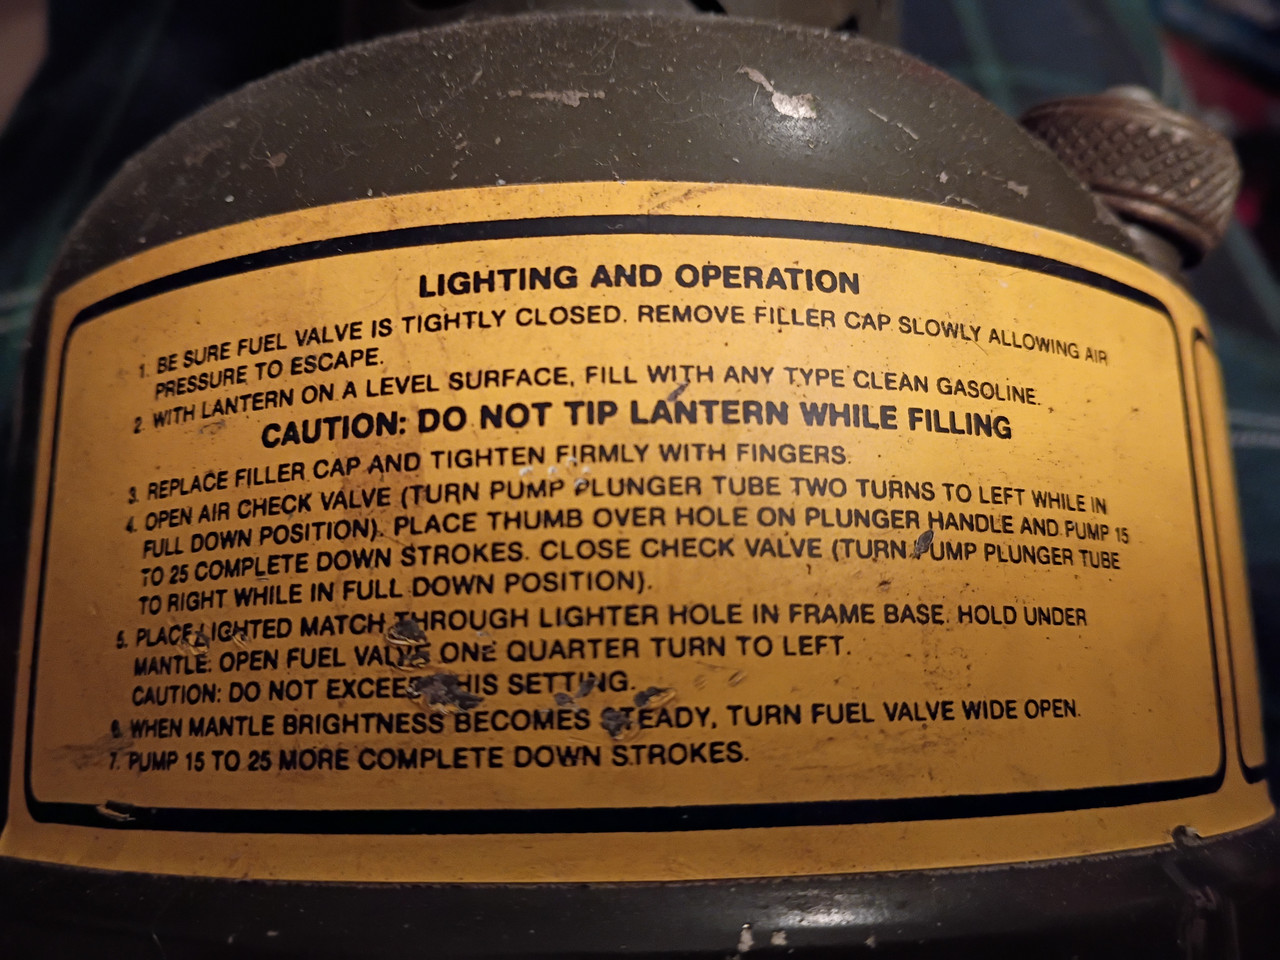 LIGHTING AND OPERATION
1. BE SURE FUEL VALVE IS TIGHTLY CLOSED. REMOVE FILLER CAP SLOWLY ALLOWING AIR
PRESSURE TO ESCAPE.
2. WITH LANTERN ON A LEVEL SURFACE, FILL WITH ANY TYPE CLEAN GASOLINE.
CAUTION: DO NOT TIP LANTERN WHILE FILLING
3. REPLACE FILLER CAP AND TIGHTEN FIRMLY WITH FINGERS.
4. OPEN AIR CHECK VALVE (TURN PUMP PLUNGER TUBE TWO TURNS TO LEFT WHILE IN
FULL DOWN POSITION). PLACE THUMB OVER HOLE ON PLUNGER HANDLE AND PUMP 15
TO 25 COMPLETE DOWN STROKES. CLOSE CHECK VALVE (TURN PUMP PLUNGER TUBE
TO RIGHT WHILE IN FULL DOWN POSITION).
5. PLACE LIGHTED MATCH THROUGH LIGHTER HOLE IN FRAME BASE. HOLD UNDER
MANTLE. OPEN FUEL VALVE ONE QUARTER TURN TO LEFT.
CAUTION: DO NOT EXCEED THIS SETTING.
6. WHEN MANTLE BRIGHTNESS BECOMES STEADY, TURN FUEL VALVE WIDE OPEN.
7. PUMP 15 TO 25 MORE COMPLETE DOWN STROKES.